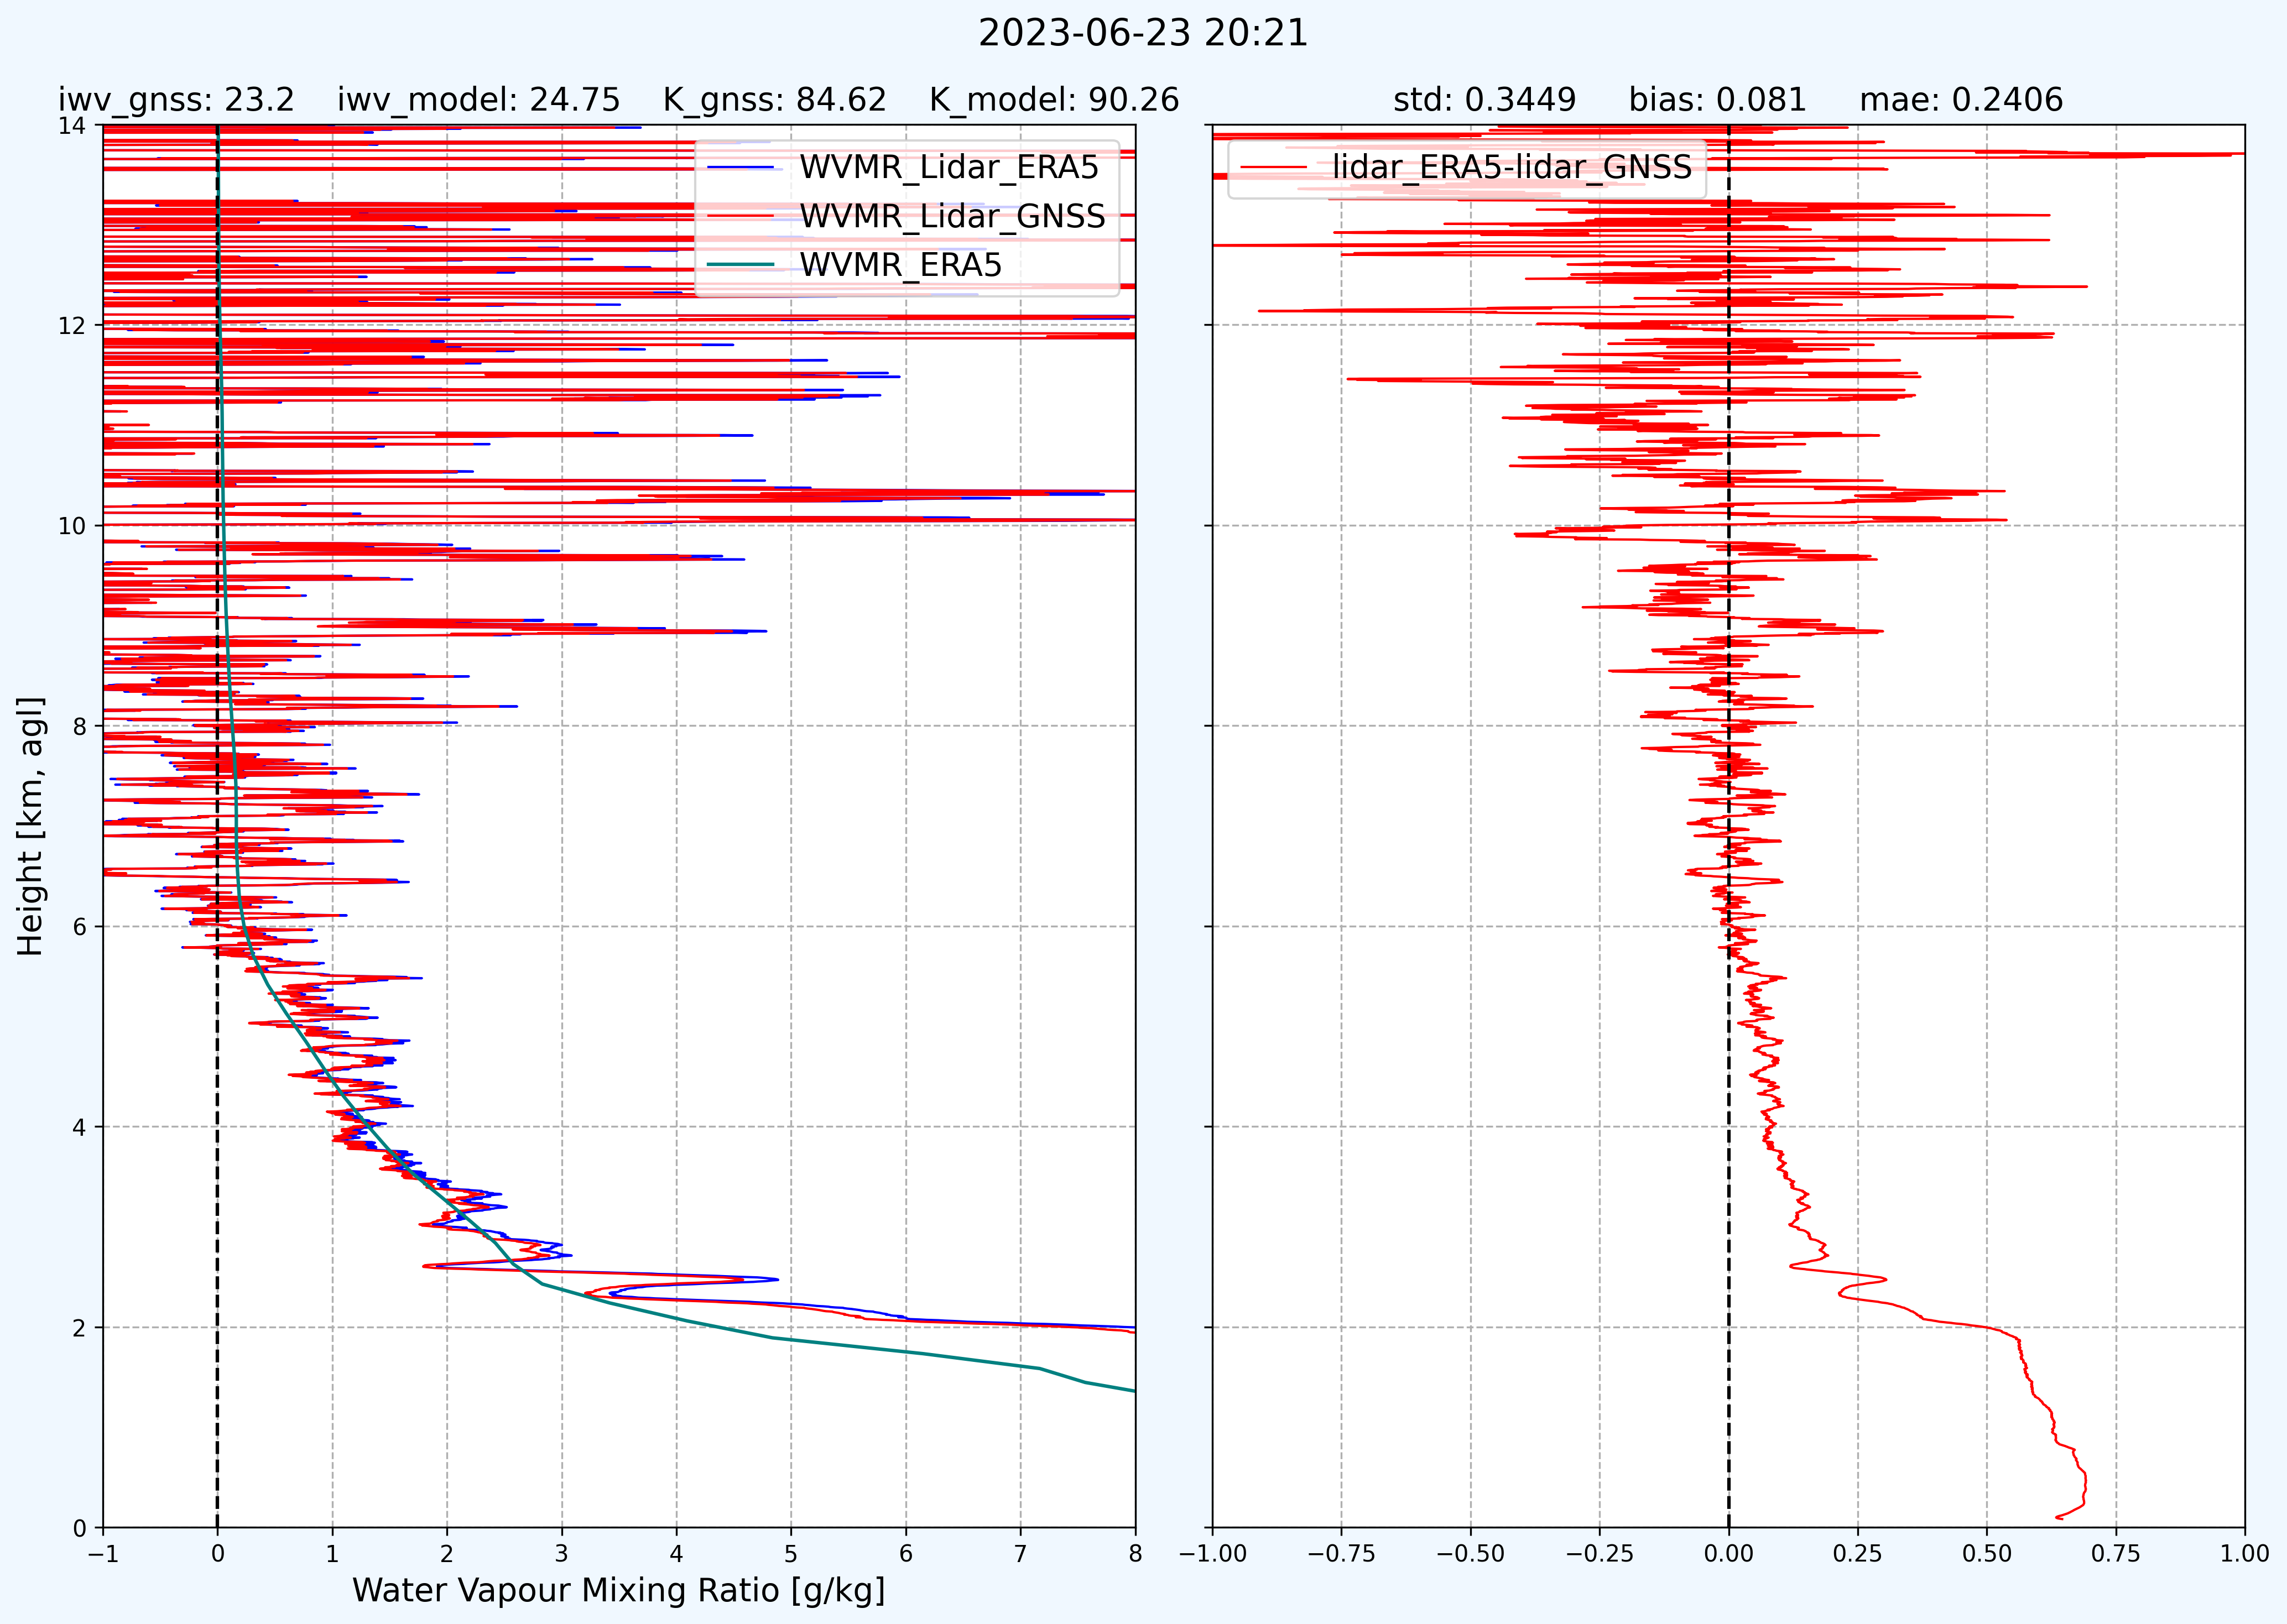 2023-06-23 20:21
iwv_gnss: 23.2 iwv_model: 24.75 K_gnss: 84.62 K_model: 90.26
std: 0.3449 bias: 0.081 mae: 0.2406
WVMR_Lidar_ERA5
WVMR_Lidar_GNSS
WVMR_ERA5
lidar_ERA5-lidar_GNSS
14
12
10
8
6
4
2
0
Height [km, agl]
−1 0 1 2 3 4 5 6 7 8
Water Vapour Mixing Ratio [g/kg]
−1.00 −0.75 −0.50 −0.25 0.00 0.25 0.50 0.75 1.00